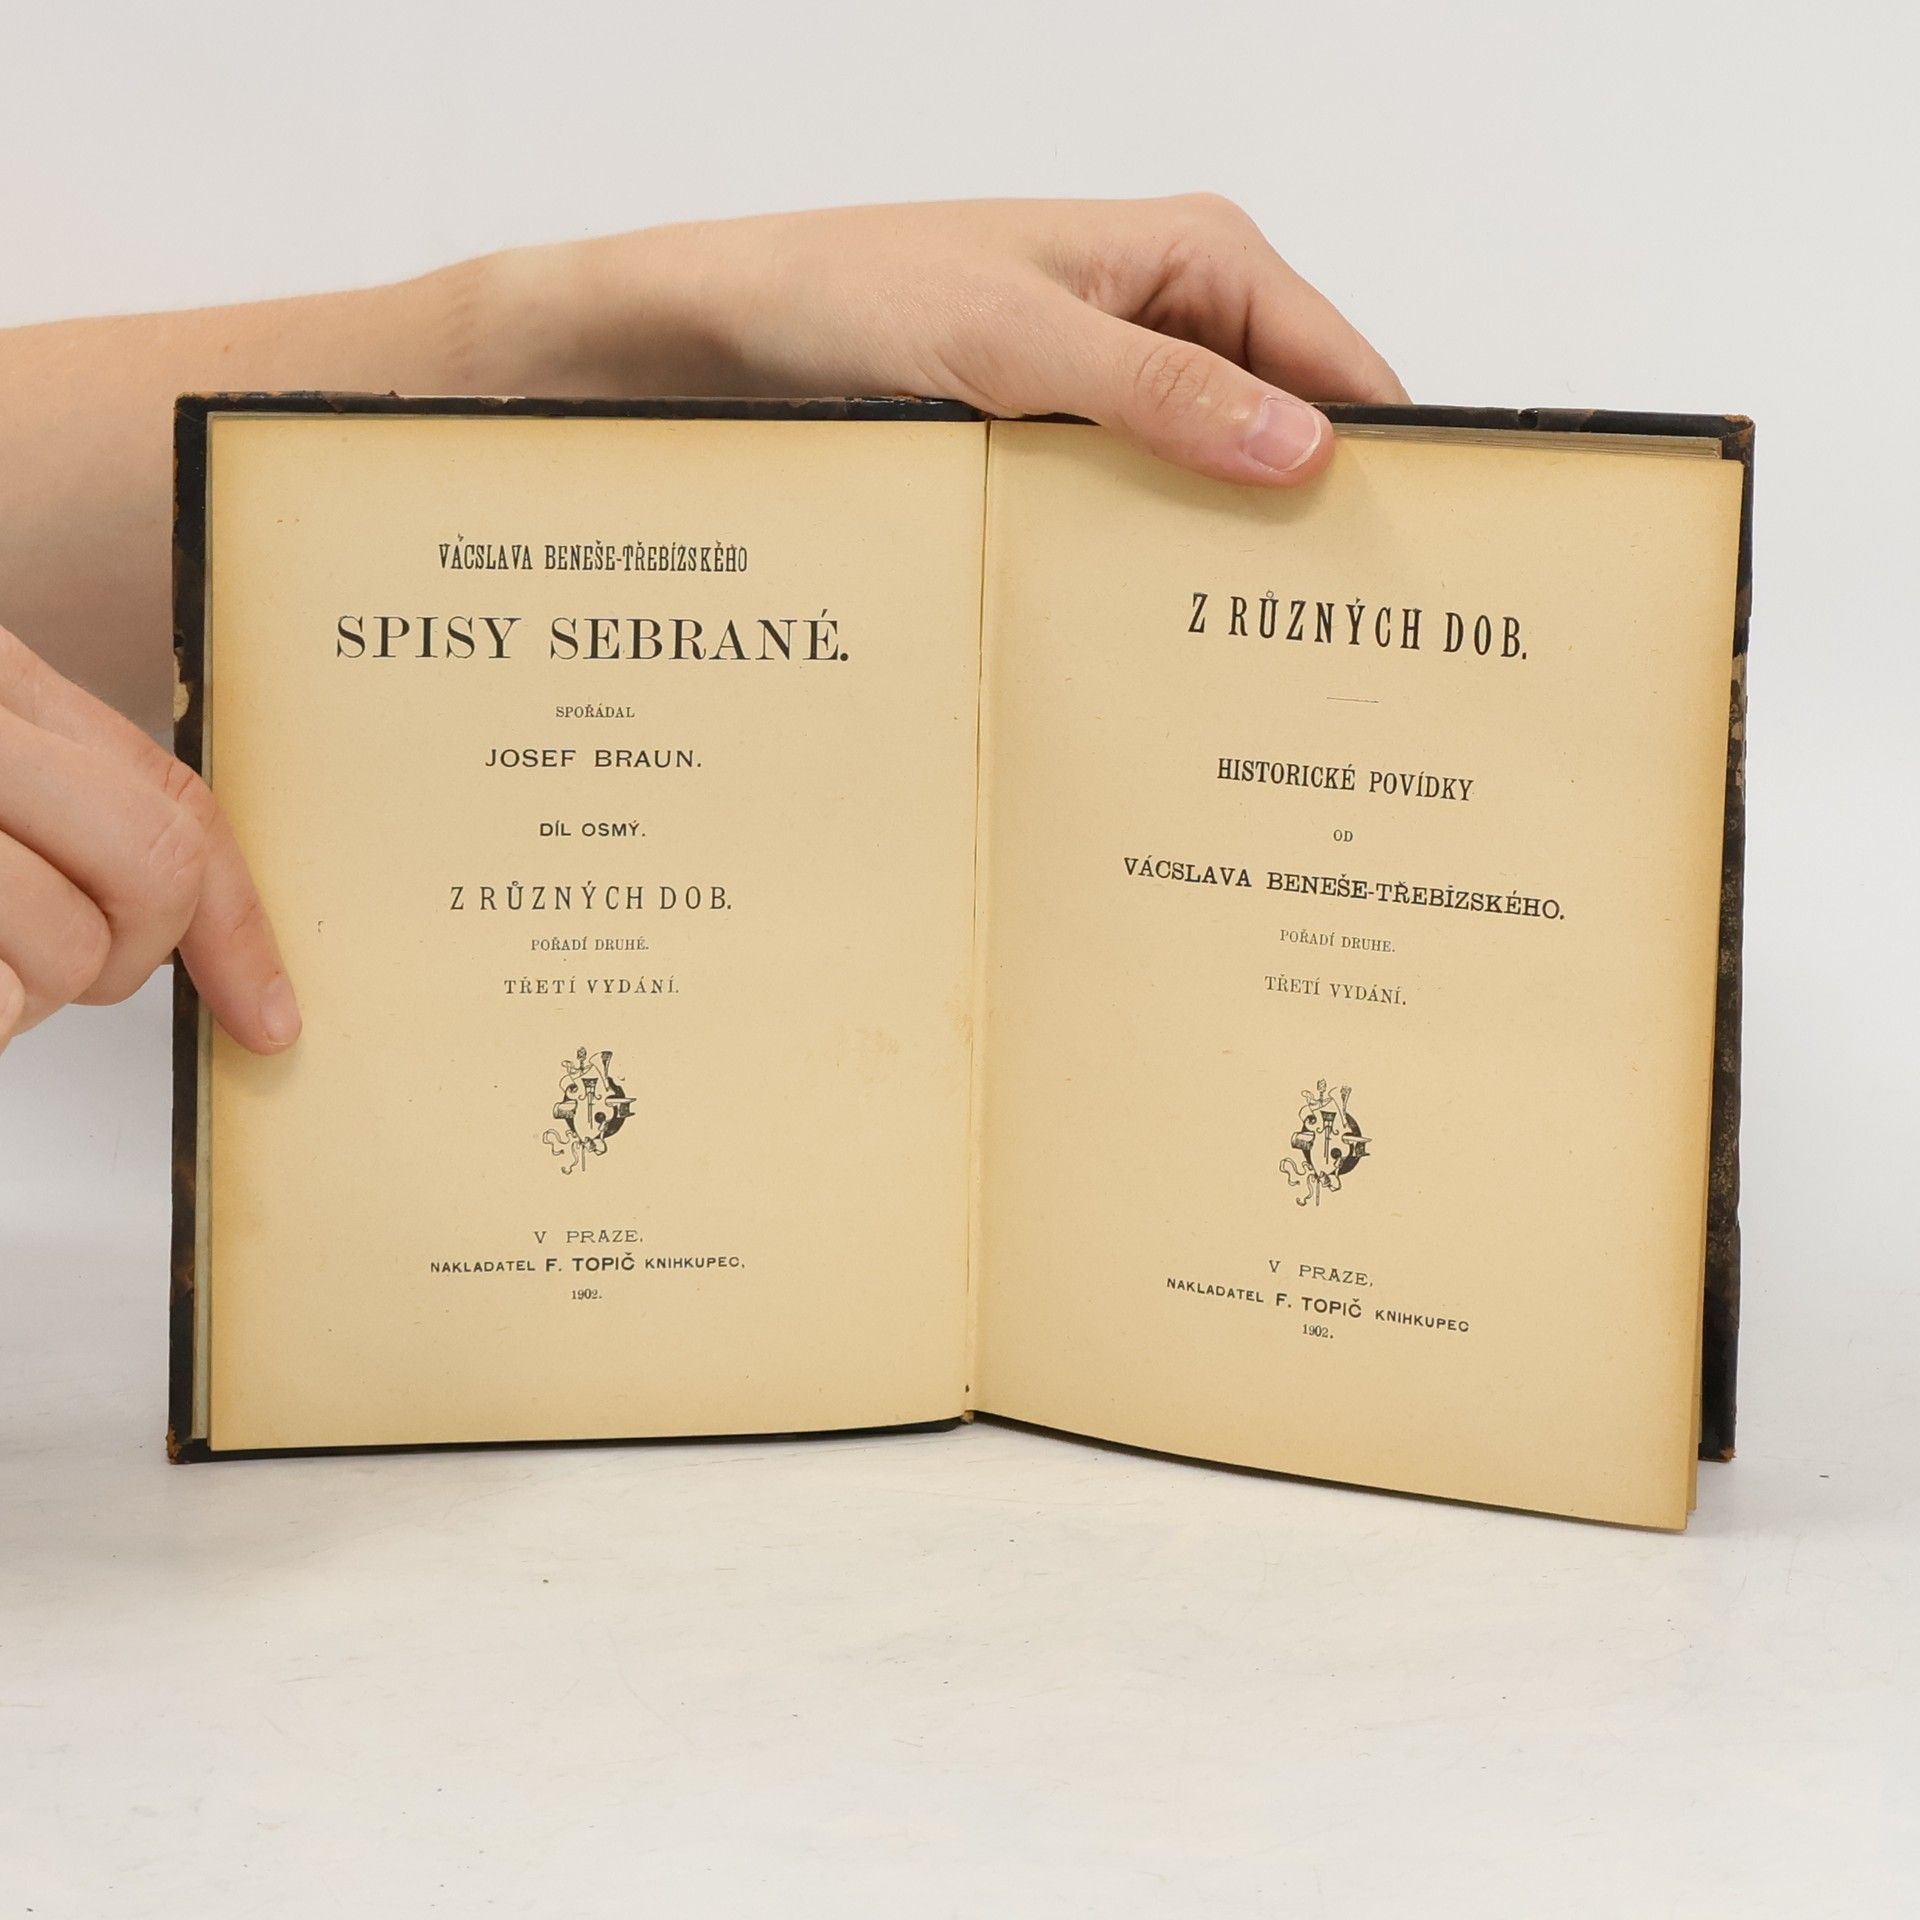 VÁCSLAVA BENEŠE-TŘEBÍZSKÉHO
SPISY SEBRANÉ.
SPOŘÁDAL
JOSEF BRAUN.
DÍL OSMÝ.
Z RŮZNÝCH DOB.
POŘADÍ DRUHÉ.
TŘETÍ VYDÁNÍ.
V PRAZE,
NAKLADATEL F. TOPIČ KNIHKUPEC,
1902.
Z RŮZNÝCH DOB.
HISTORICKÉ POVÍDKY
OD
VÁCSLAVA BENEŠE-TŘEBÍZSKÉHO.
POŘADÍ DRUHE.
TŘETÍ VYDÁNÍ.
V PRAZE,
NAKLADATEL F. TOPIČ KNIHKUPEC
1902.